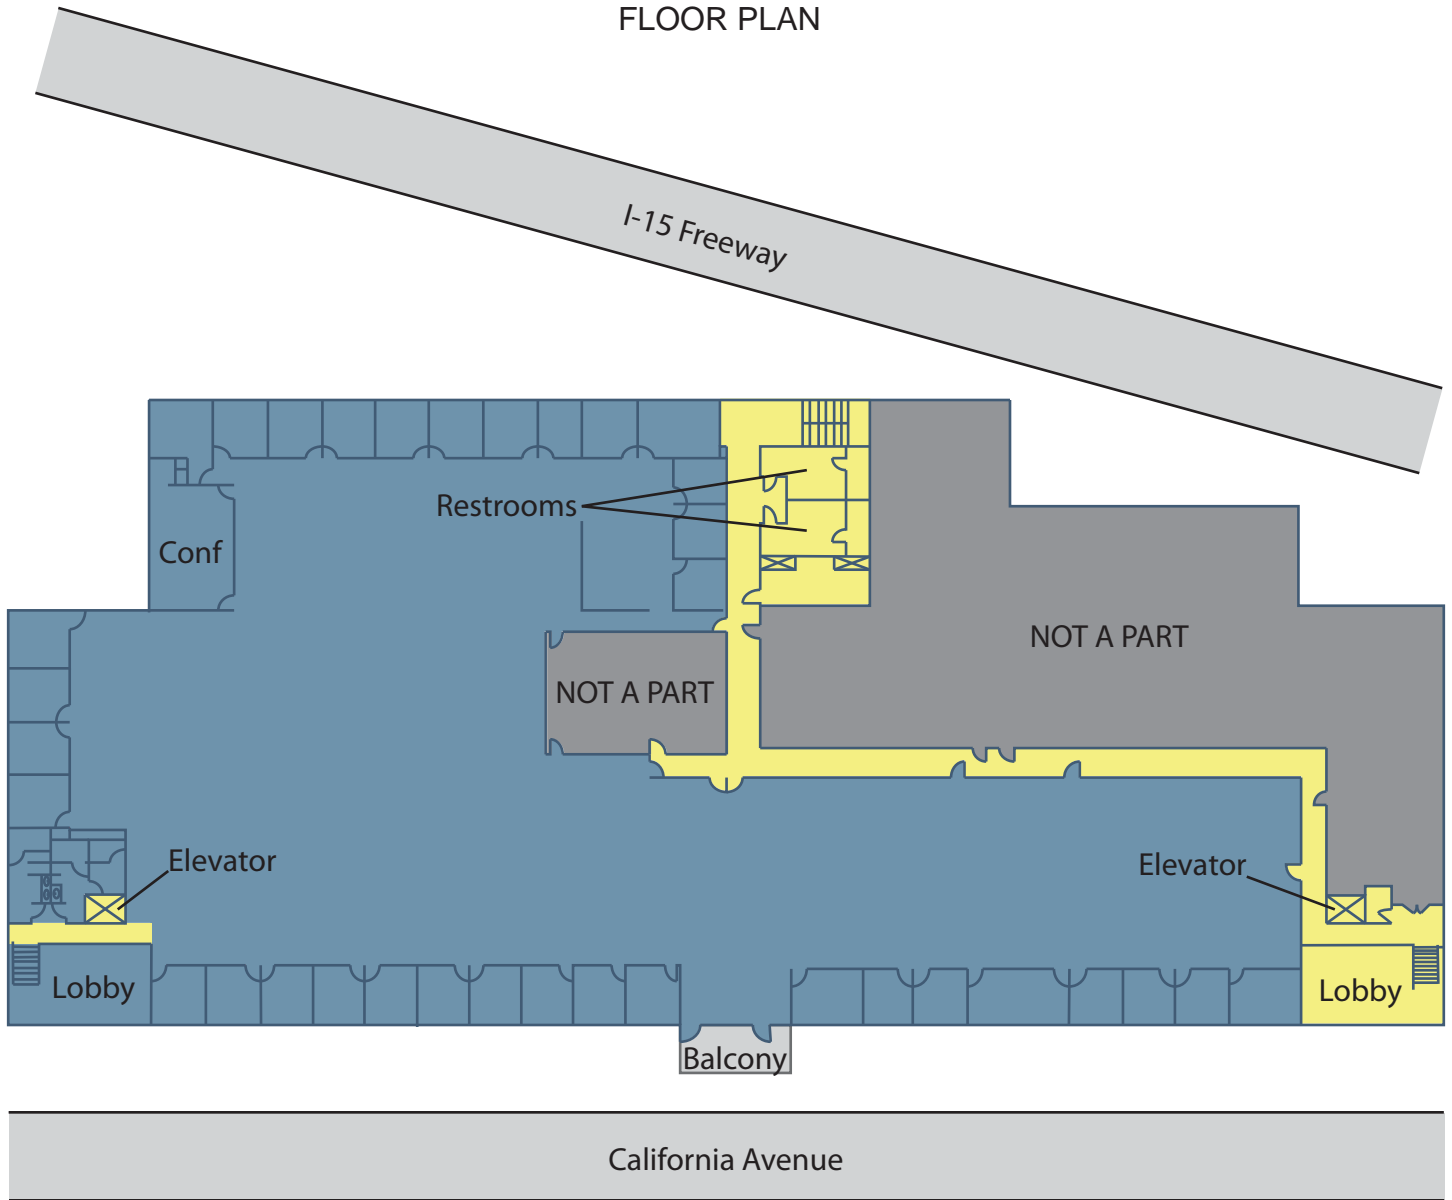 FLOOR PLAN
I-15 Freeway
Restrooms
Conf
NOT A PART
NOT A PART
Elevator
Elevator
Lobby
Lobby
Balcony
California Avenue